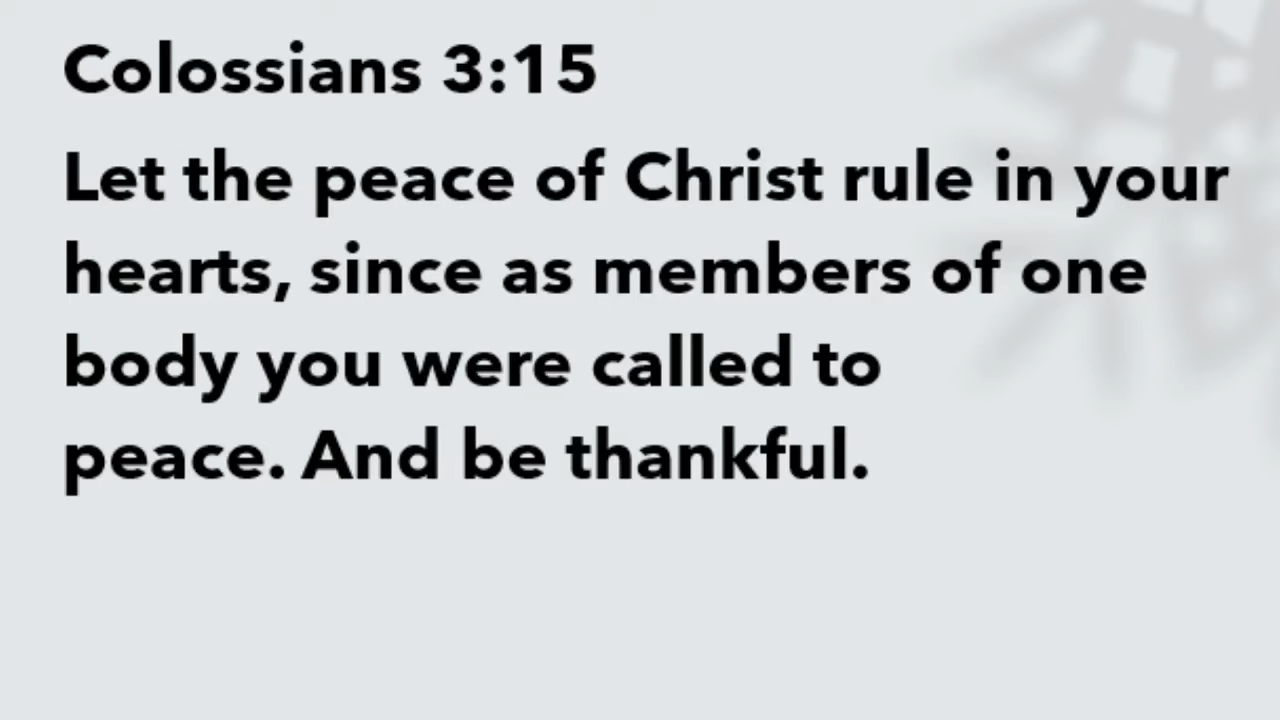 Colossians 3:15
Let the peace of Christ rule in your
hearts, since as members of one
body you were called to
peace. And be thankful.